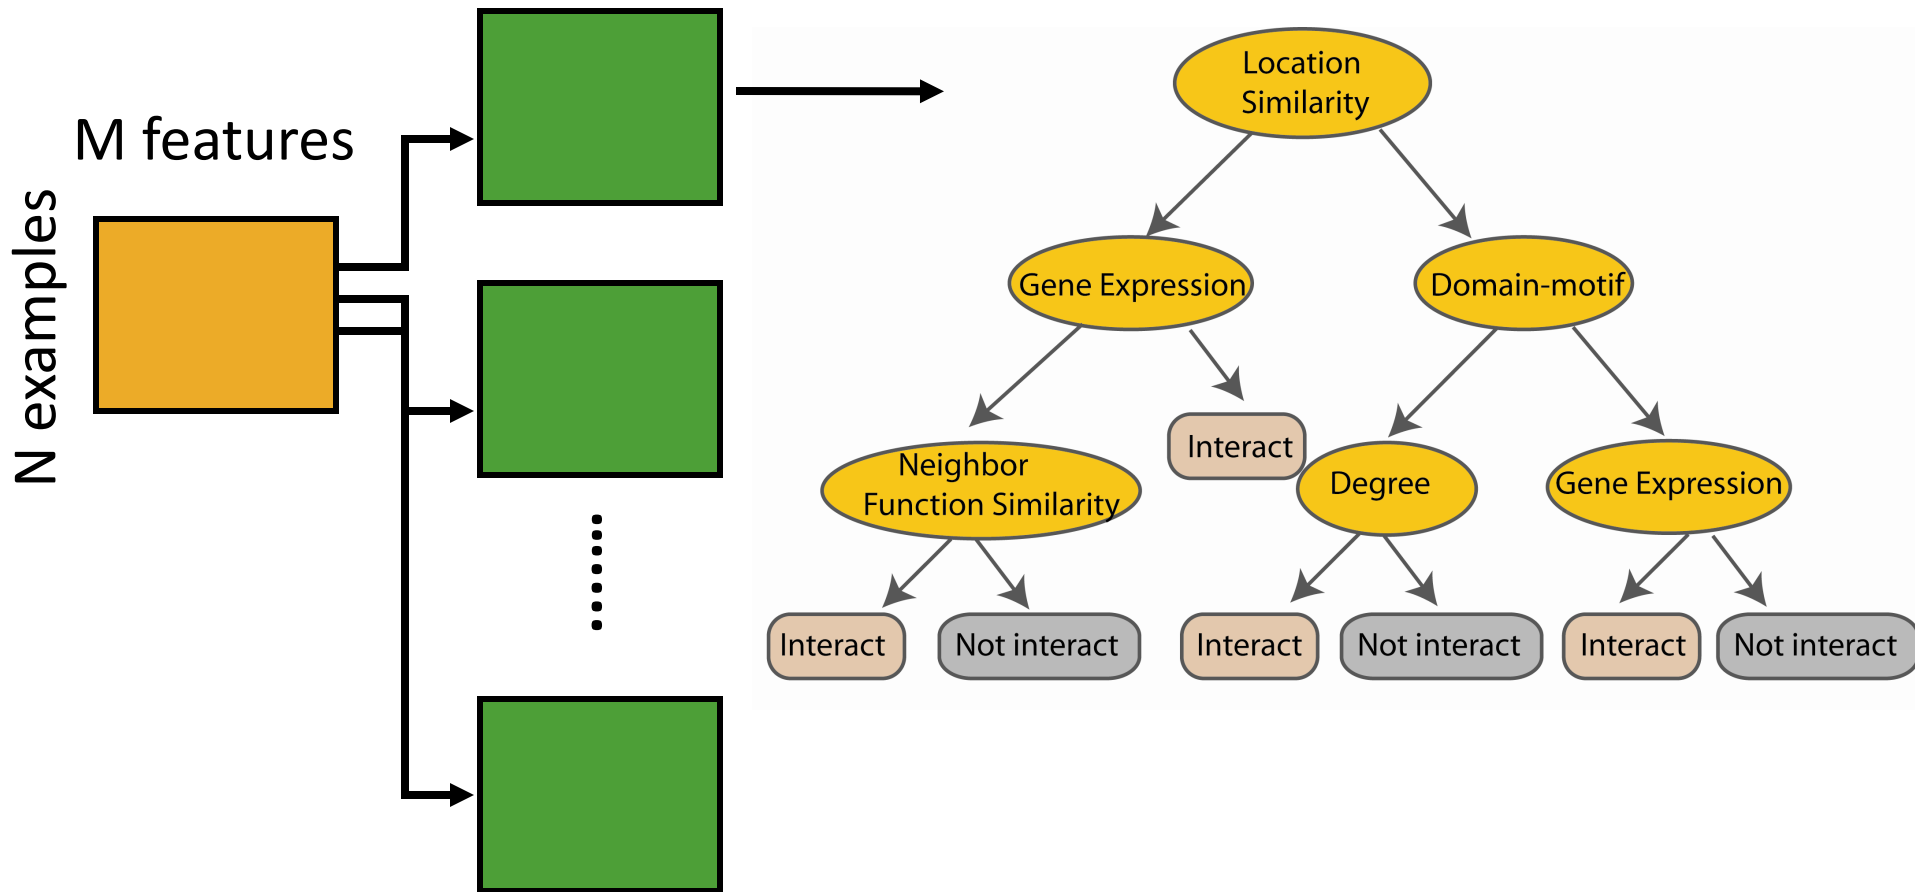 M features
N examples
Location
Similarity
Gene Expression
Domain-motif
Interact
Neighbor
Function Similarity
Degree
Gene Expression
Interact
Not interact
Interact
Not interact
Interact
Not interact